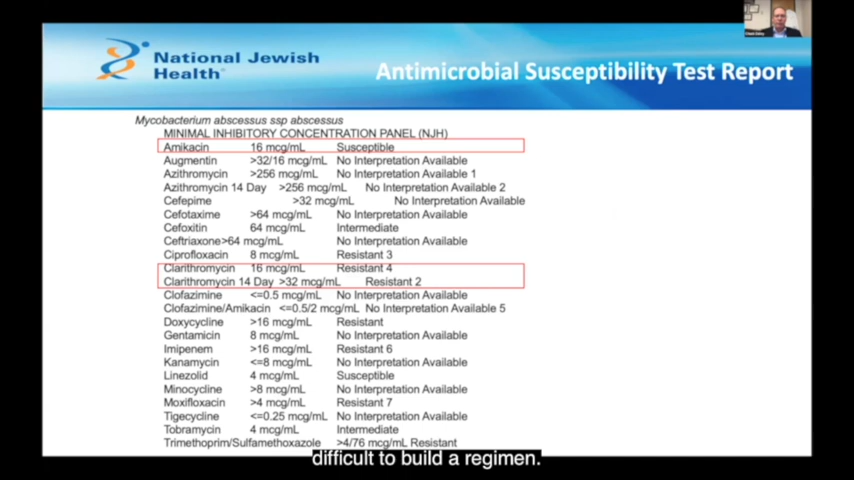 National Jewish
Health®
Antimicrobial Susceptibility Test Report
Mycobacterium abscessus ssp abscessus
MINIMAL INHIBITORY CONCENTRATION PANEL (NJH)
Amikacin 16 mcg/mL Susceptible
Augmentin >32/16 mcg/mL No Interpretation Available
Azithromycin >256 mcg/mL No Interpretation Available 1
Azithromycin 14 Day >256 mcg/mL No Interpretation Available 2
Cefepime >32 mcg/mL No Interpretation Available
Cefotaxime >64 mcg/mL No Interpretation Available
Cefoxitin 64 mcg/mL Intermediate
Ceftriaxone>64 mcg/mL No Interpretation Available
Ciprofloxacin 8 mcg/mL Resistant 3
Clarithromycin 16 mcg/mL Resistant 4
Clarithromycin 14 Day >32 mcg/mL Resistant 2
Clofazimine <=0.5 mcg/mL No Interpretation Available
Clofazimine/Amikacin <=0.5/2 mcg/mL No Interpretation Available 5
Doxycycline >16 mcg/mL Resistant
Gentamicin 8 mcg/mL No Interpretation Available
Imipenem >16 mcg/mL Resistant 6
Kanamycin <=8 mcg/mL No Interpretation Available
Linezolid 4 mcg/mL Susceptible
Minocycline >8 mcg/mL No Interpretation Available
Moxifloxacin >4 mcg/mL Resistant 7
Tigecycline <=0.25 mcg/mL No Interpretation Available
Tobramycin 4 mcg/mL Intermediate
Trimethoprim/Sulfamethoxazole >4/76 mcg/mL Resistant
difficult to build a regimen.